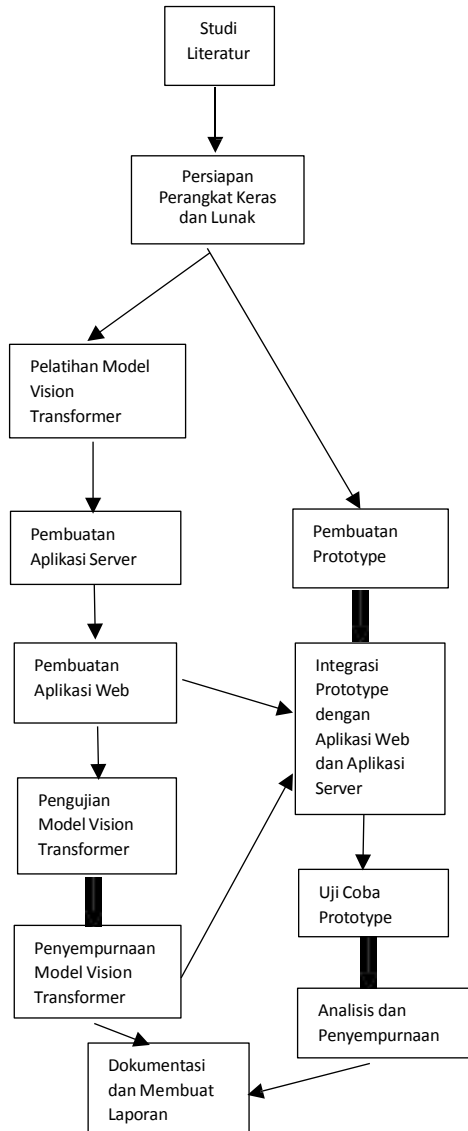 Studi
Literatur
Persiapan
Perangkat Keras
dan Lunak
Pelatihan Model
Vision
Transformer
Pembuatan
Aplikasi Server
Pembuatan
Prototype
Pembuatan
Aplikasi Web
Integrasi
Prototype
dengan
Aplikasi Web
dan Aplikasi
Server
Pengujian
Model Vision
Transformer
Uji Coba
Prototype
Penyempurnaan
Model Vision
Transformer
Analisis dan
Penyempurnaan
Dokumentasi
dan Membuat
Laporan